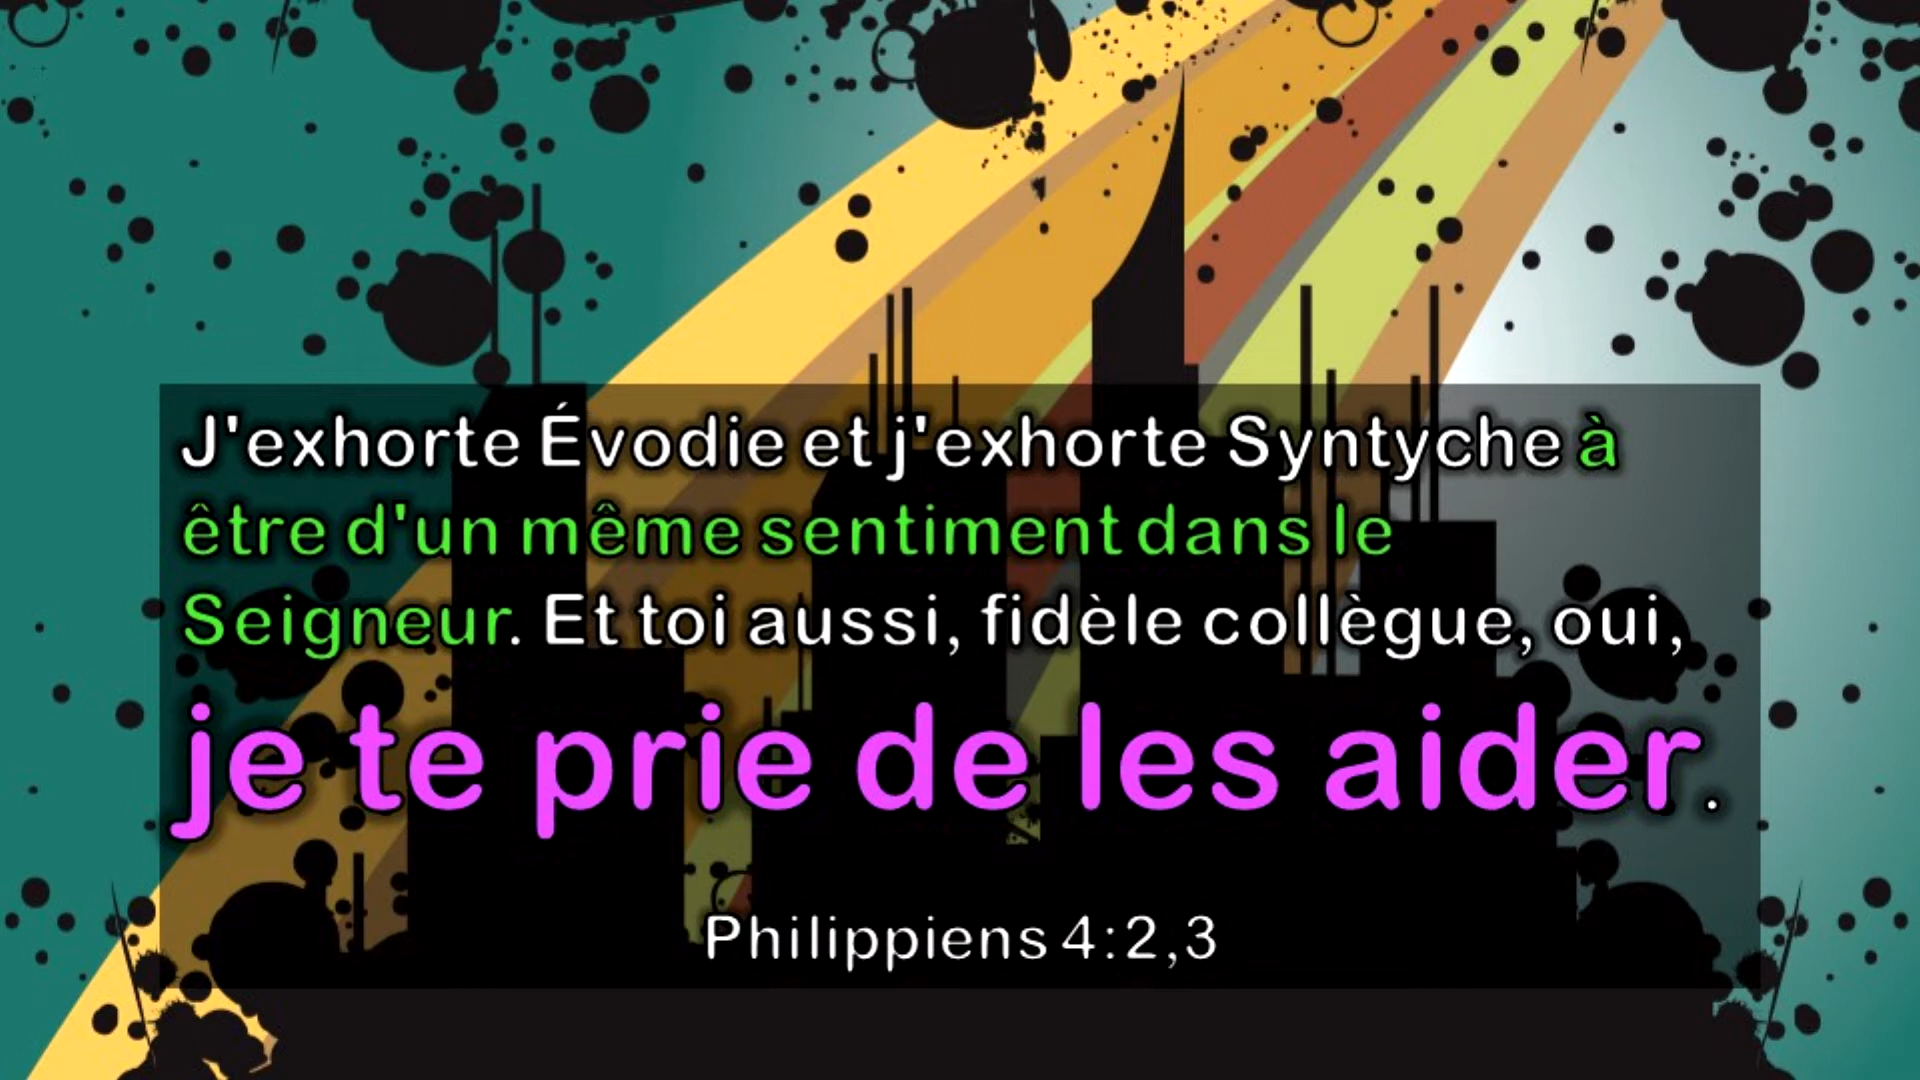 J'exhorte Évodie et j'exhorte Syntyche à
être d'un même sentiment dans le
Seigneur. Et toi aussi, fidèle collègue, oui,
je te prie de les aider.
Philippiens 4:2,3